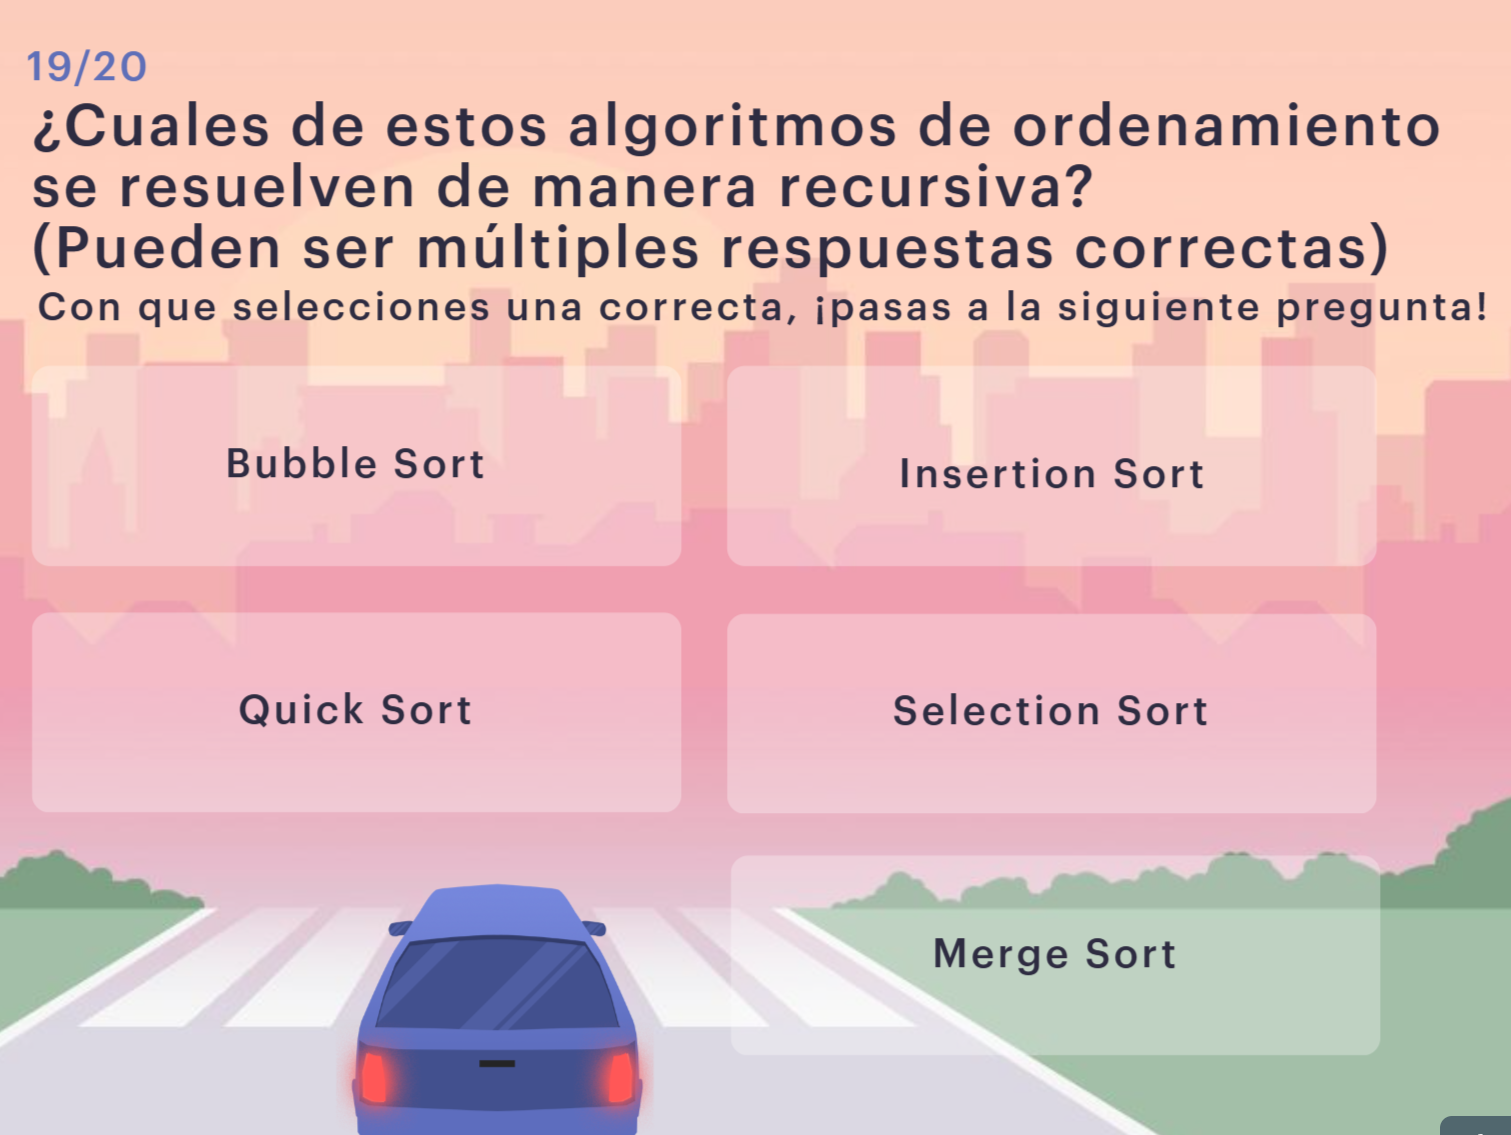 19/20
¿Cuales de estos algoritmos de ordenamiento
se resuelven de manera recursiva?
(Pueden ser múltiples respuestas correctas)
Con que selecciones una correcta, ¡pasas a la siguiente pregunta!
Bubble Sort
Insertion Sort
Quick Sort
Selection Sort
Merge Sort